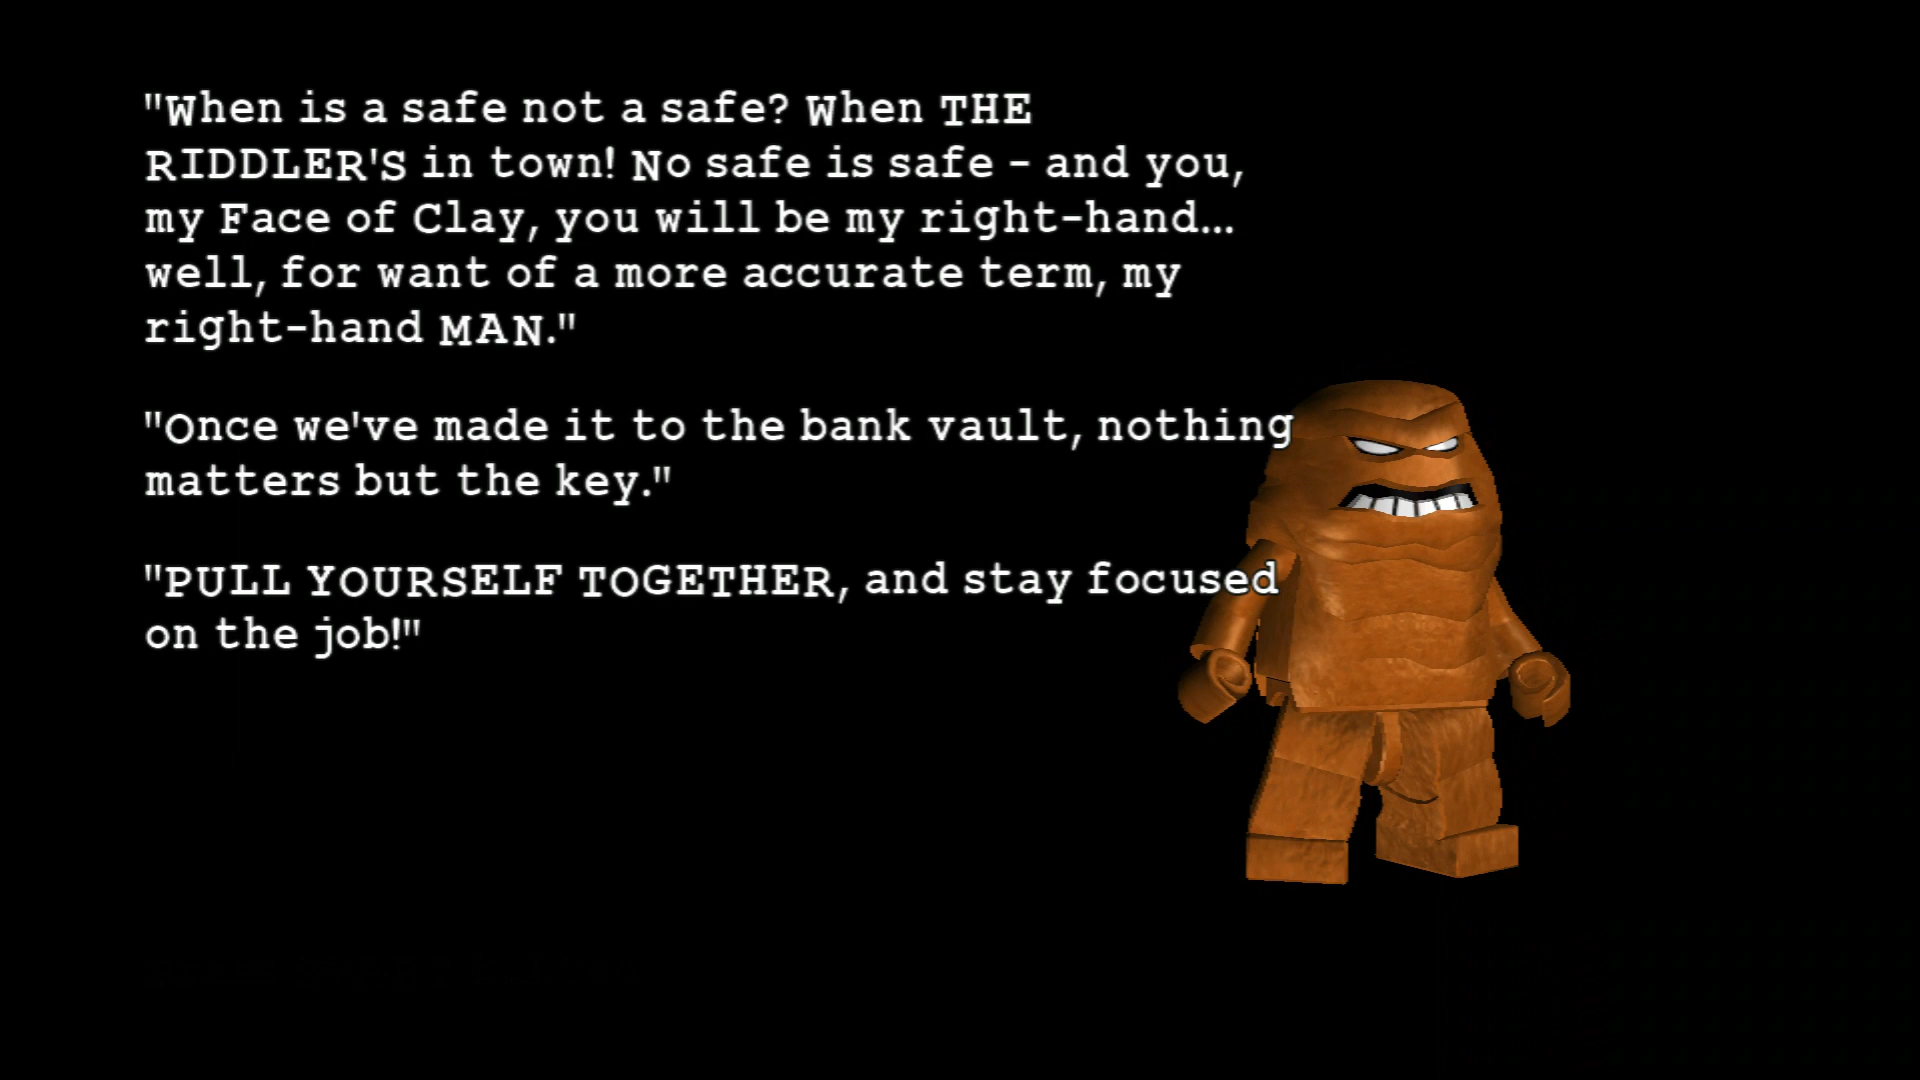 "When is a safe not a safe? When THE
RIDDLER'S in town! No safe is safe - and you,
my Face of Clay, you will be my right-hand...
well, for want of a more accurate term, my
right-hand MAN."
"Once we've made it to the bank vault, nothing
matters but the key."
"PULL YOURSELF TOGETHER, and stay focused
on the job!"